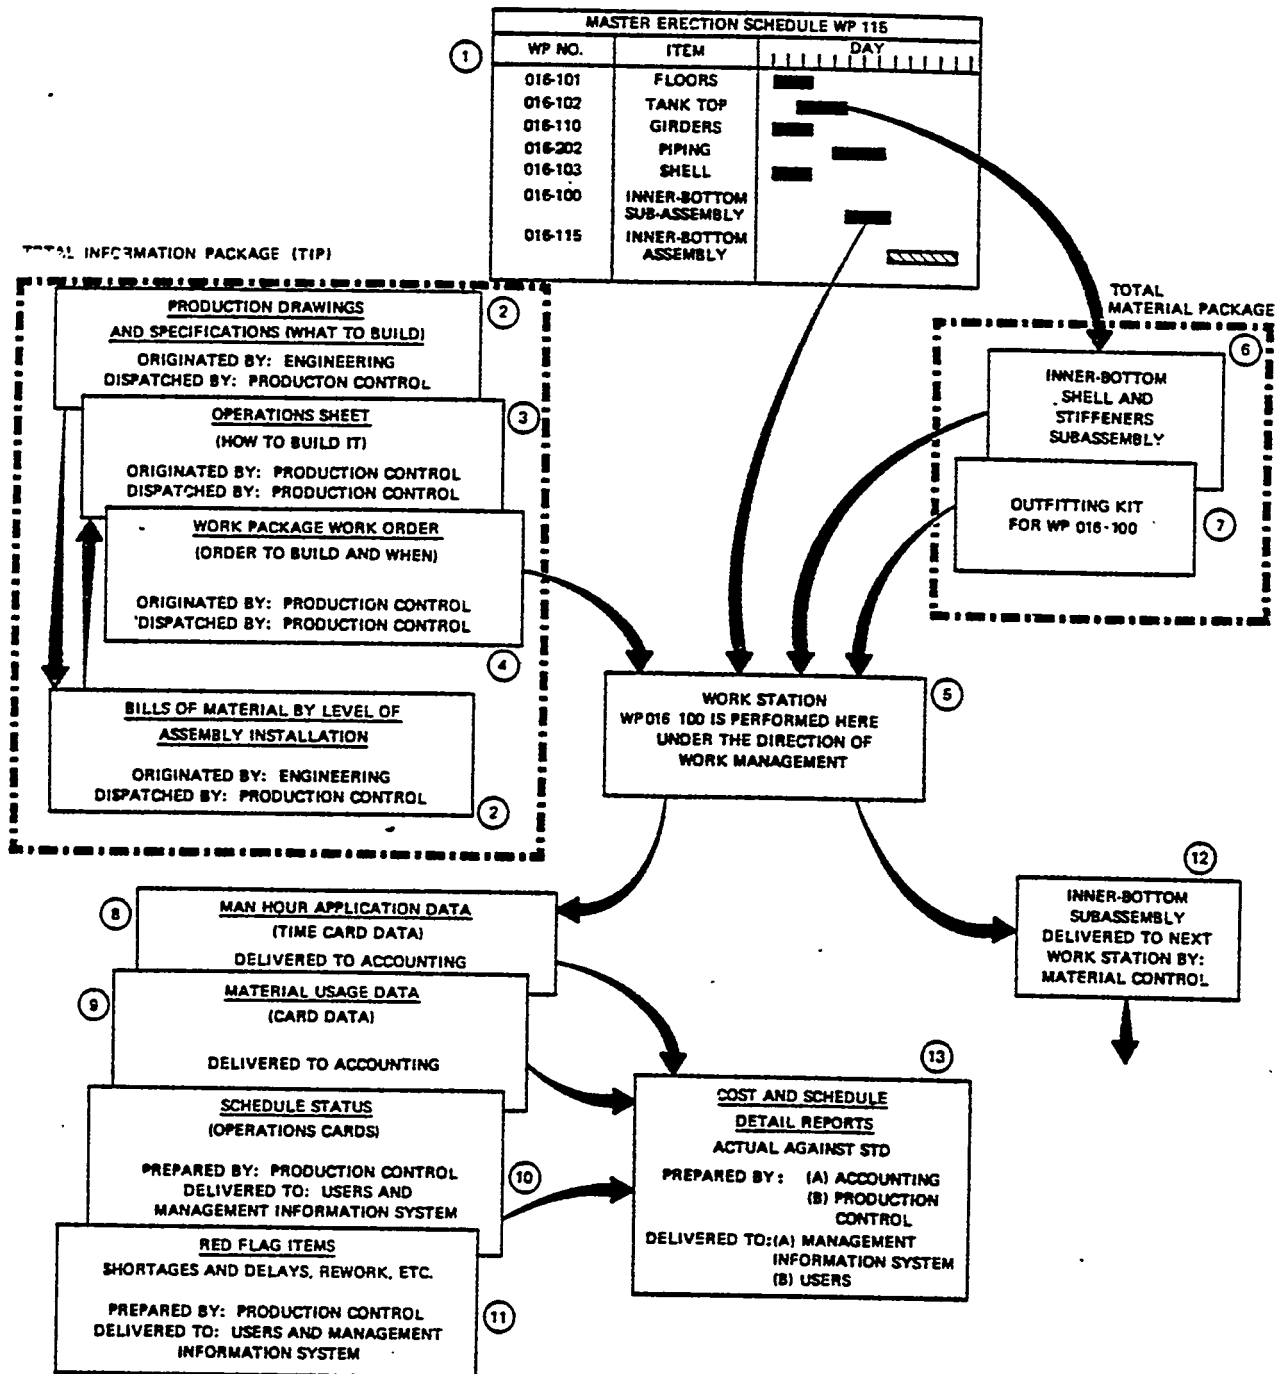 MASTER ERECTION SCHEDULE WP 115
WP NO.
ITEM
DAY
1
016-101
FLOORS
016-102
TANK TOP
016-110
GIRDERS
016-202
PIPING
016-103
SHELL
016-100
INNER-BOTTOM
SUB-ASSEMBLY
016-115
INNER-BOTTOM
ASSEMBLY
TOTAL INFORMATION PACKAGE (TIP)
PRODUCTION DRAWINGS
AND SPECIFICATIONS (WHAT TO BUILD)
ORIGINATED BY: ENGINEERING
DISPATCHED BY: PRODUCTON CONTROL
2
OPERATIONS SHEET
(HOW TO BUILD IT)
ORIGINATED BY: PRODUCTION CONTROL
DISPATCHED BY: PRODUCTION CONTROL
3
WORK PACKAGE WORK ORDER
(ORDER TO BUILD AND WHEN)
ORIGINATED BY: PRODUCTION CONTROL
DISPATCHED BY: PRODUCTION CONTROL
4
BILLS OF MATERIAL BY LEVEL OF
ASSEMBLY INSTALLATION
ORIGINATED BY: ENGINEERING
DISPATCHED BY: PRODUCTION CONTROL
2
TOTAL
MATERIAL PACKAGE
6
INNER-BOTTOM
SHELL AND
STIFFENERS
SUBASSEMBLY
OUTFITTING KIT
FOR WP 016-100
7
WORK STATION
WP016 100 IS PERFORMED HERE
UNDER THE DIRECTION OF
WORK MANAGEMENT
5
8
MAN HOUR APPLICATION DATA
(TIME CARD DATA)
DELIVERED TO ACCOUNTING
9
MATERIAL USAGE DATA
(CARD DATA)
DELIVERED TO ACCOUNTING
SCHEDULE STATUS
(OPERATIONS CARDS)
PREPARED BY: PRODUCTION CONTROL
DELIVERED TO: USERS AND
MANAGEMENT INFORMATION SYSTEM
10
RED FLAG ITEMS
SHORTAGES AND DELAYS, REWORK, ETC.
PREPARED BY: PRODUCTION CONTROL
DELIVERED TO: USERS AND MANAGEMENT
INFORMATION SYSTEM
11
12
INNER-BOTTOM
SUBASSEMBLY
DELIVERED TO NEXT
WORK STATION BY:
MATERIAL CONTROL
13
COST AND SCHEDULE
DETAIL REPORTS
ACTUAL AGAINST STD
PREPARED BY: (A) ACCOUNTING
(B) PRODUCTION
CONTROL
DELIVERED TO:(A) MANAGEMENT
INFORMATION SYSTEM
(B) USERS